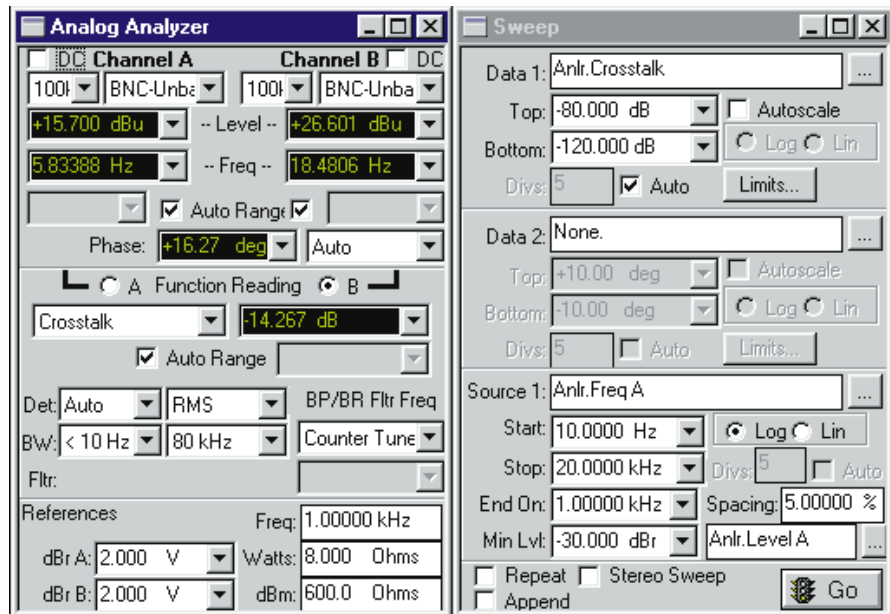 Analog Analyzer
DC Channel A Channel B DC
100k BNC-Unba 100k BNC-Unba
+15.700 dBu -- Level -- +26.601 dBu
5.83388 Hz -- Freq -- 18.4806 Hz
Auto Range
Phase: +16.27 deg Auto
A Function Reading B
Crosstalk -14.267 dB
Auto Range
Det: Auto RMS BP/BR Fltr Freq
BW: < 10 Hz 80 kHz Counter Tune
Fltr:
References Freq: 1.00000 kHz
dBr A: 2.000 V Watts: 8.000 Ohms
dBr B: 2.000 V dBm: 600.0 Ohms
Sweep
Data 1: Anlr.Crosstalk ...
Top: -80.000 dB Autoscale
Bottom: -120.000 dB Log Lin
Divs: 5 Auto Limits...
Data 2: None. ...
Top: +10.00 deg Autoscale
Bottom: -10.00 deg Log Lin
Divs: 5 Auto Limits...
Source 1: Anlr.Freq A ...
Start: 10.0000 Hz Log Lin
Stop: 20.0000 kHz Divs: 5 Auto
End On: 1.00000 kHz Spacing: 5.00000 %
Min Lvl: -30.000 dBr Anlr.Level A ...
Repeat Stereo Sweep
Append Go